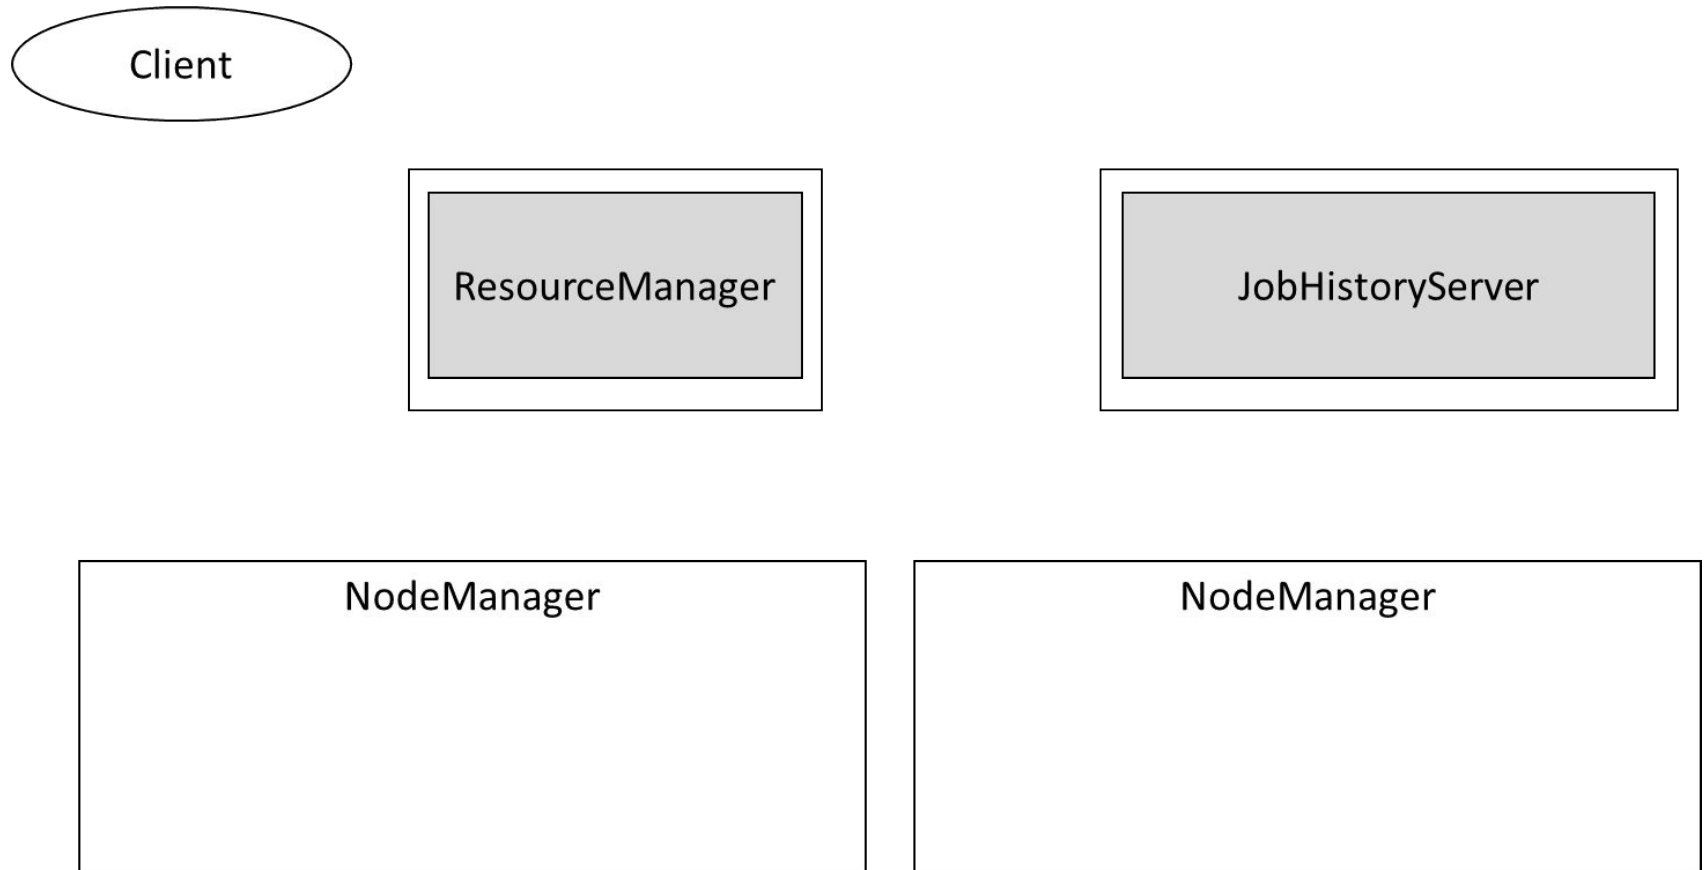 Client
ResourceManager
JobHistoryServer
NodeManager
NodeManager